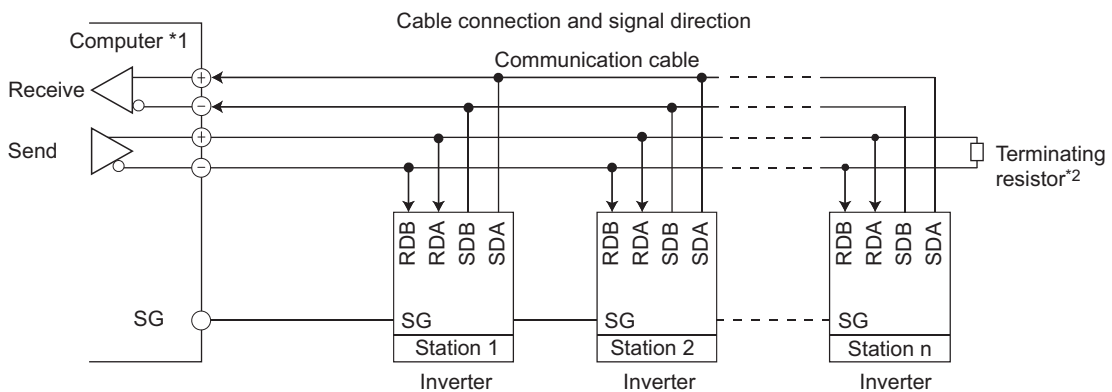 Cable connection and signal direction
Computer *1
Communication cable
+
Receive
−
+
Send
−
Terminating
resistor*2
RDB
RDA
SDB
SDA
RDB
RDA
SDB
SDA
RDB
RDA
SDB
SDA
SG
SG
SG
SG
Station 1
Station 2
Station n
Inverter
Inverter
Inverter